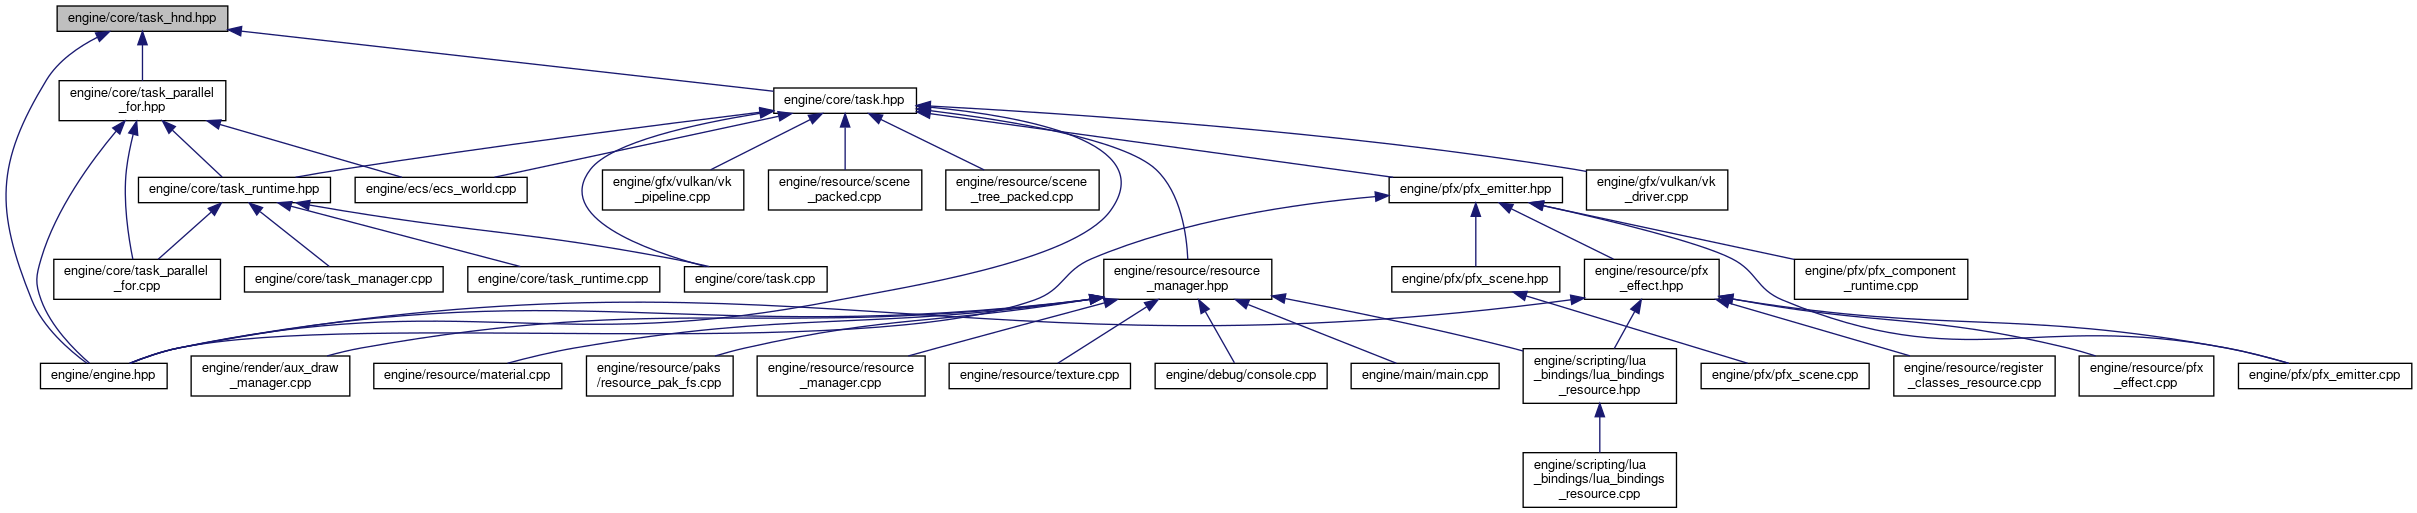 engine/core/task_hnd.hpp
engine/core/task_parallel
_for.hpp
engine/core/task.hpp
engine/core/task_runtime.hpp
engine/ecs/ecs_world.cpp
engine/gfx/vulkan/vk
_pipeline.cpp
engine/resource/scene
_packed.cpp
engine/resource/scene
_tree_packed.cpp
engine/pfx/pfx_emitter.hpp
engine/gfx/vulkan/vk
_driver.cpp
engine/core/task_parallel
_for.cpp
engine/core/task_manager.cpp
engine/core/task_runtime.cpp
engine/core/task.cpp
engine/resource/resource
_manager.hpp
engine/pfx/pfx_scene.hpp
engine/resource/pfx
_effect.hpp
engine/pfx/pfx_component
_runtime.cpp
engine/engine.hpp
engine/render/aux_draw
_manager.cpp
engine/resource/material.cpp
engine/resource/paks
/resource_pak_fs.cpp
engine/resource/resource
_manager.cpp
engine/resource/texture.cpp
engine/debug/console.cpp
engine/main/main.cpp
engine/scripting/lua
_bindings/lua_bindings
_resource.hpp
engine/pfx/pfx_scene.cpp
engine/resource/register
_classes_resource.cpp
engine/resource/pfx
_effect.cpp
engine/pfx/pfx_emitter.cpp
engine/scripting/lua
_bindings/lua_bindings
_resource.cpp